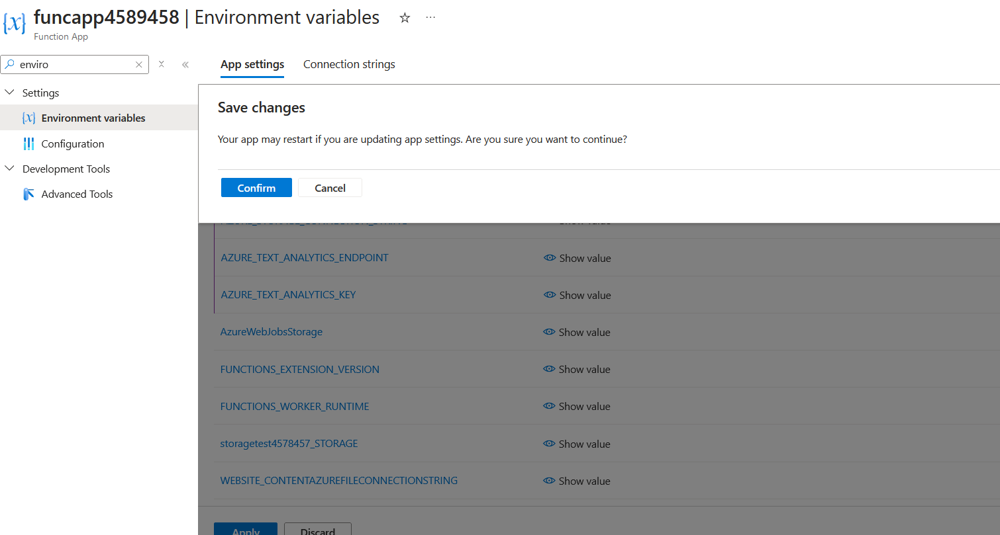 funcapp4589458 | Environment variables
Function App
enviro
Settings
Environment variables
Configuration
Development Tools
Advanced Tools
App settings Connection strings
Save changes
Your app may restart if you are updating app settings. Are you sure you want to continue?
Confirm Cancel
AZURE_TEXT_ANALYTICS_ENDPOINT Show value
AZURE_TEXT_ANALYTICS_KEY Show value
AzureWebJobsStorage Show value
FUNCTIONS_EXTENSION_VERSION Show value
FUNCTIONS_WORKER_RUNTIME Show value
storagetest4578457_STORAGE Show value
WEBSITE_CONTENTAZUREFILECONNECTIONSTRING Show value
Apply Discard